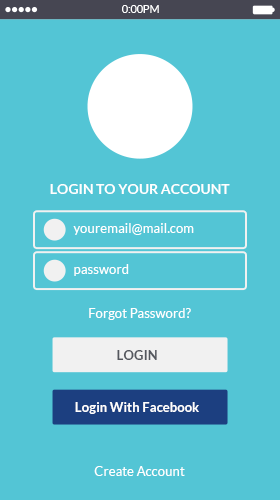 0:00PM
LOGIN TO YOUR ACCOUNT
youremail@mail.com
password
Forgot Password?
LOGIN
Login With Facebook
Create Account